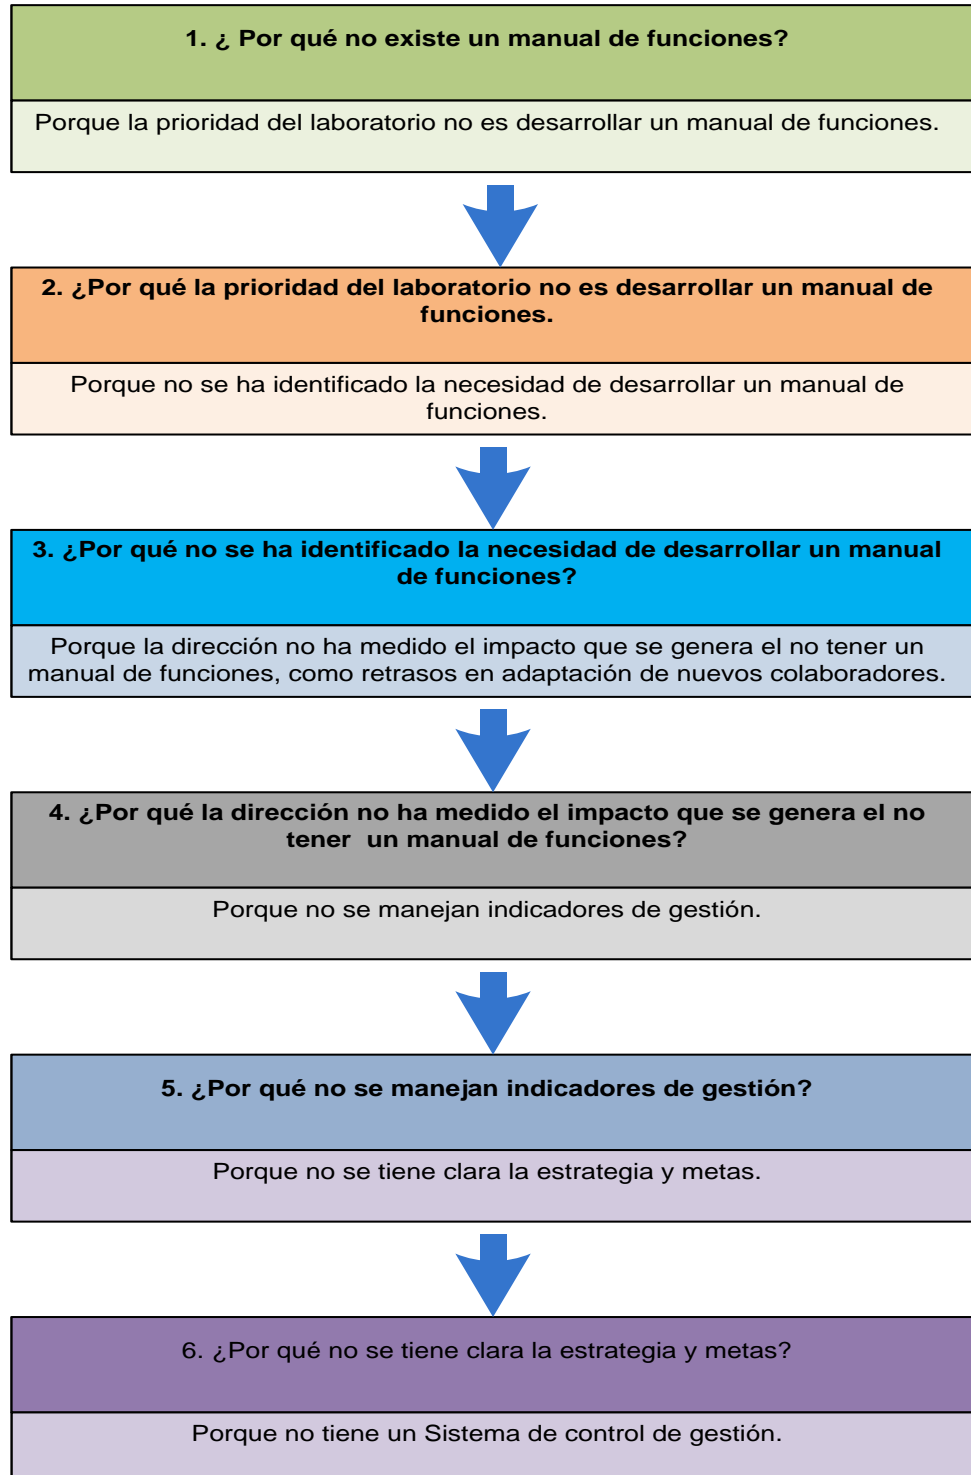 1. ¿ Por qué no existe un manual de funciones?
Porque la prioridad del laboratorio no es desarrollar un manual de funciones.
2. ¿Por qué la prioridad del laboratorio no es desarrollar un manual de
funciones.
Porque no se ha identificado la necesidad de desarrollar un manual de
funciones.
3. ¿Por qué no se ha identificado la necesidad de desarrollar un manual
de funciones?
Porque la dirección no ha medido el impacto que se genera el no tener un
manual de funciones, como retrasos en adaptación de nuevos colaboradores.
4. ¿Por qué la dirección no ha medido el impacto que se genera el no
tener  un manual de funciones?
Porque no se manejan indicadores de gestión.
5. ¿Por qué no se manejan indicadores de gestión?
Porque no se tiene clara la estrategia y metas.
6. ¿Por qué no se tiene clara la estrategia y metas?
Porque no tiene un Sistema de control de gestión.